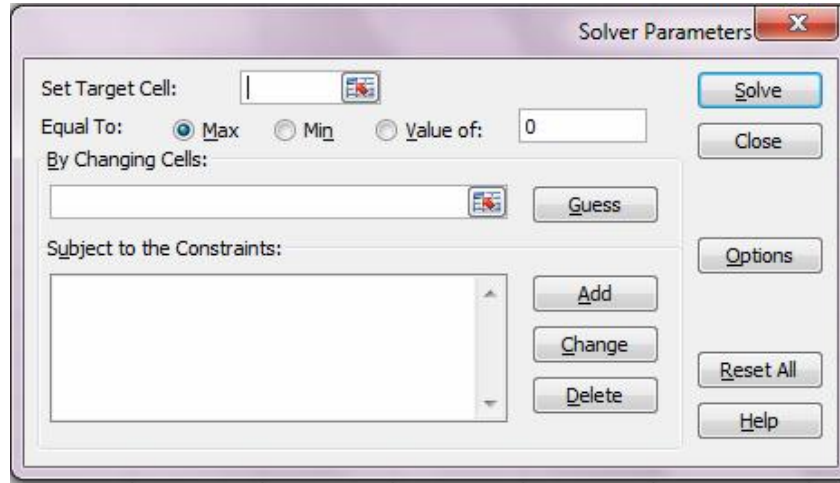 Solver Parameters
Set Target Cell:
Solve
Equal To: Max Min Value of: 0
Close
By Changing Cells:
Guess
Subject to the Constraints:
Options
Add
Change
Reset All
Delete
Help